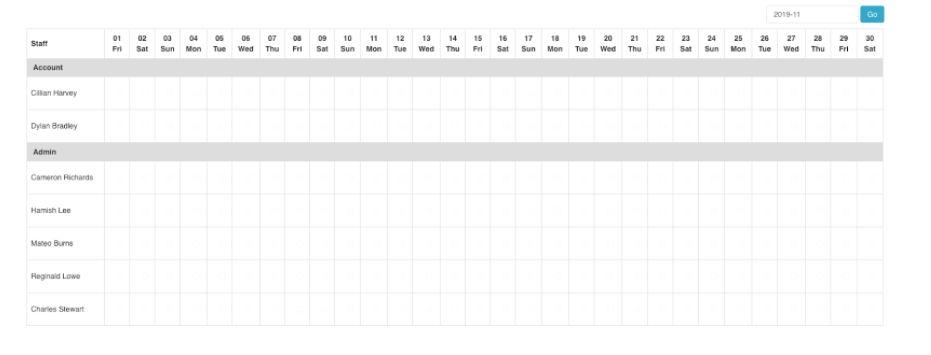 2019-11 Go
Staff 01 02 03 04 05 06 07 08 09 10 11 12 13 14 15 16 17 18 19 20 21 22 23 24 25 26 27 28 29 30
Fri Sat Sun Mon Tue Wed Thu Fri Sat Sun Mon Tue Wed Thu Fri Sat Sun Mon Tue Wed Thu Fri Sat Sun Mon Tue Wed Thu Fri Sat
Account
Cillian Harvey
Dylan Bradley
Admin
Cameron Richards
Hamish Lee
Mateo Burns
Reginald Lowe
Charles Stewart